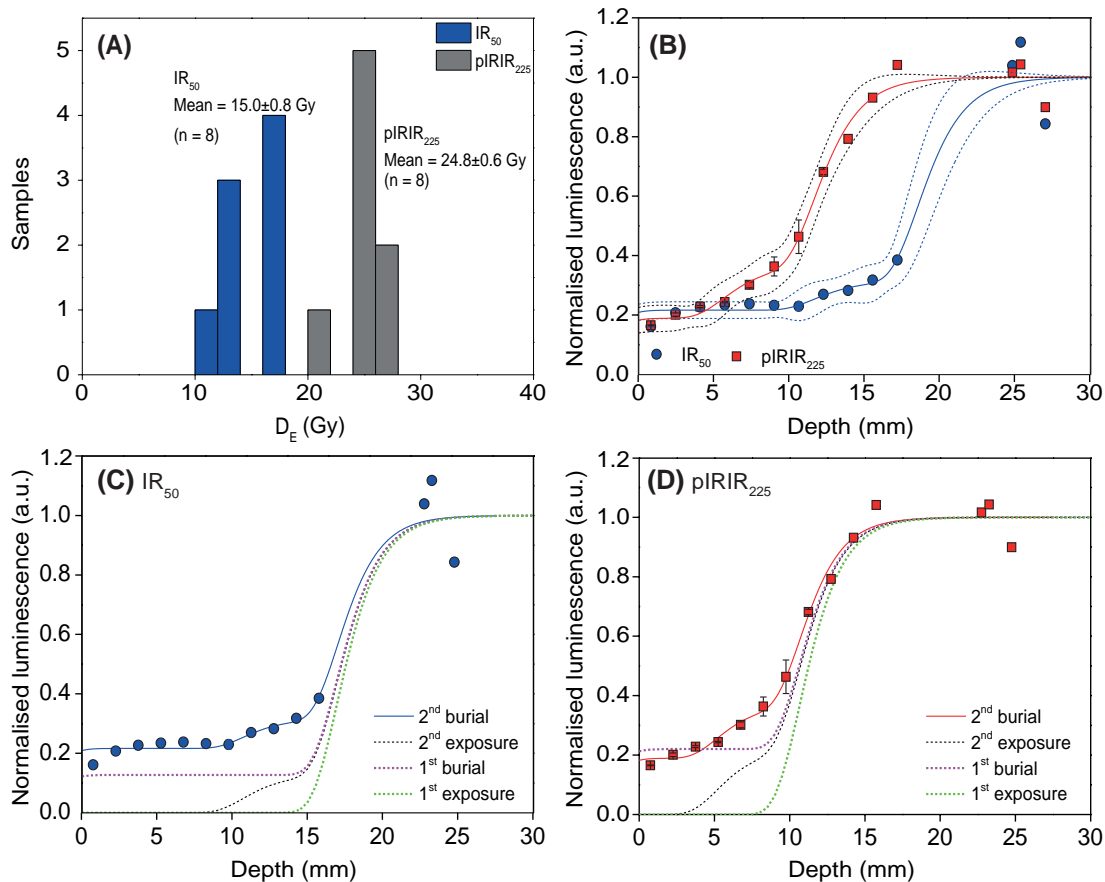 (A)
IR50
pIRIR225
IR50
Mean = 15.0±0.8 Gy
(n = 8)
pIRIR225
Mean = 24.8±0.6 Gy
(n = 8)
Samples
5
4
3
2
1
0
0 10 20 30 40
DE (Gy)
(B)
Normalised luminescence (a.u.)
1.2
1.0
0.8
0.6
0.4
0.2
0.0
IR50 pIRIR225
0 5 10 15 20 25 30
Depth (mm)
(C) IR50
Normalised luminescence (a.u.)
1.2
1.0
0.8
0.6
0.4
0.2
0.0
2nd burial
2nd exposure
1st burial
1st exposure
0 5 10 15 20 25 30
Depth (mm)
(D) pIRIR225
Normalised luminescence (a.u.)
1.2
1.0
0.8
0.6
0.4
0.2
0.0
2nd burial
2nd exposure
1st burial
1st exposure
0 5 10 15 20 25 30
Depth (mm)